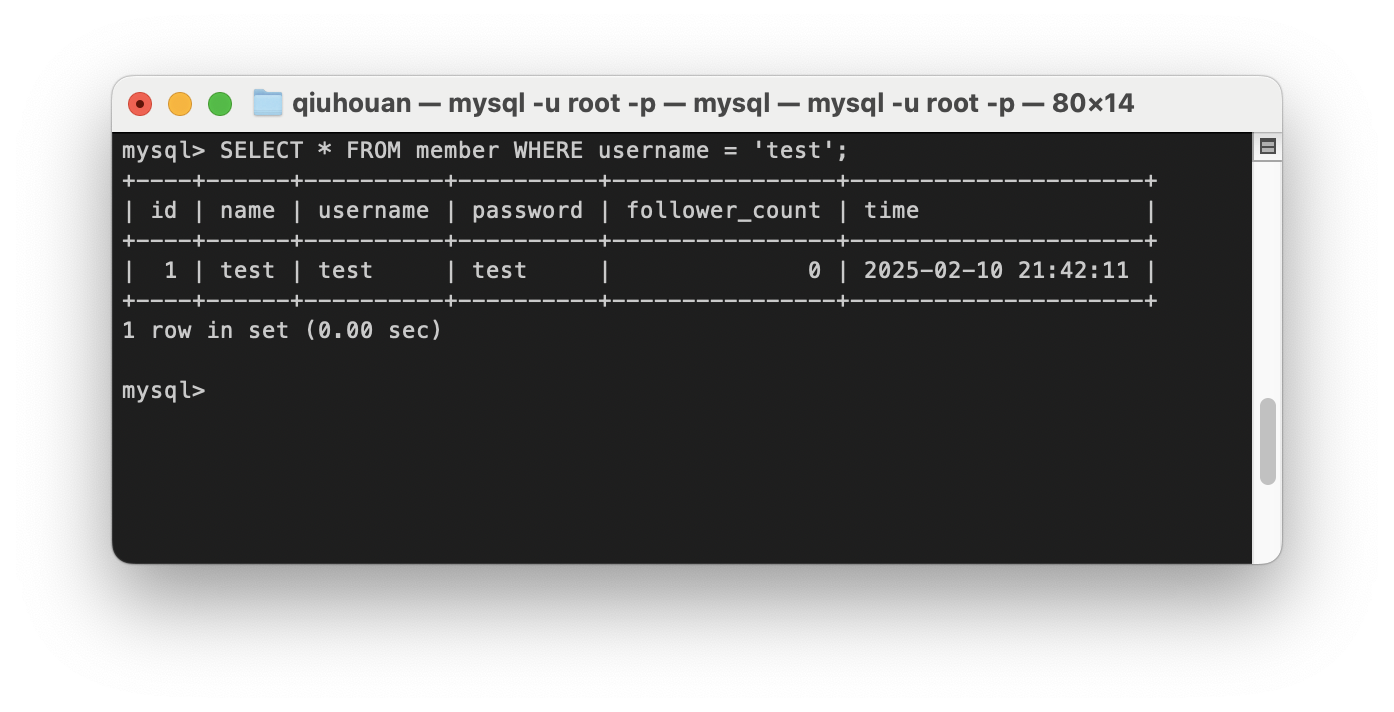 qiuhouan — mysql -u root -p — mysql — mysql -u root -p — 80×14
mysql> SELECT * FROM member WHERE username = 'test';
+----+------+----------+----------+----------------+---------------------+
| id | name | username | password | follower_count | time                |
+----+------+----------+----------+----------------+---------------------+
|  1 | test | test     | test     |              0 | 2025-02-10 21:42:11 |
+----+------+----------+----------+----------------+---------------------+
1 row in set (0.00 sec)
mysql>